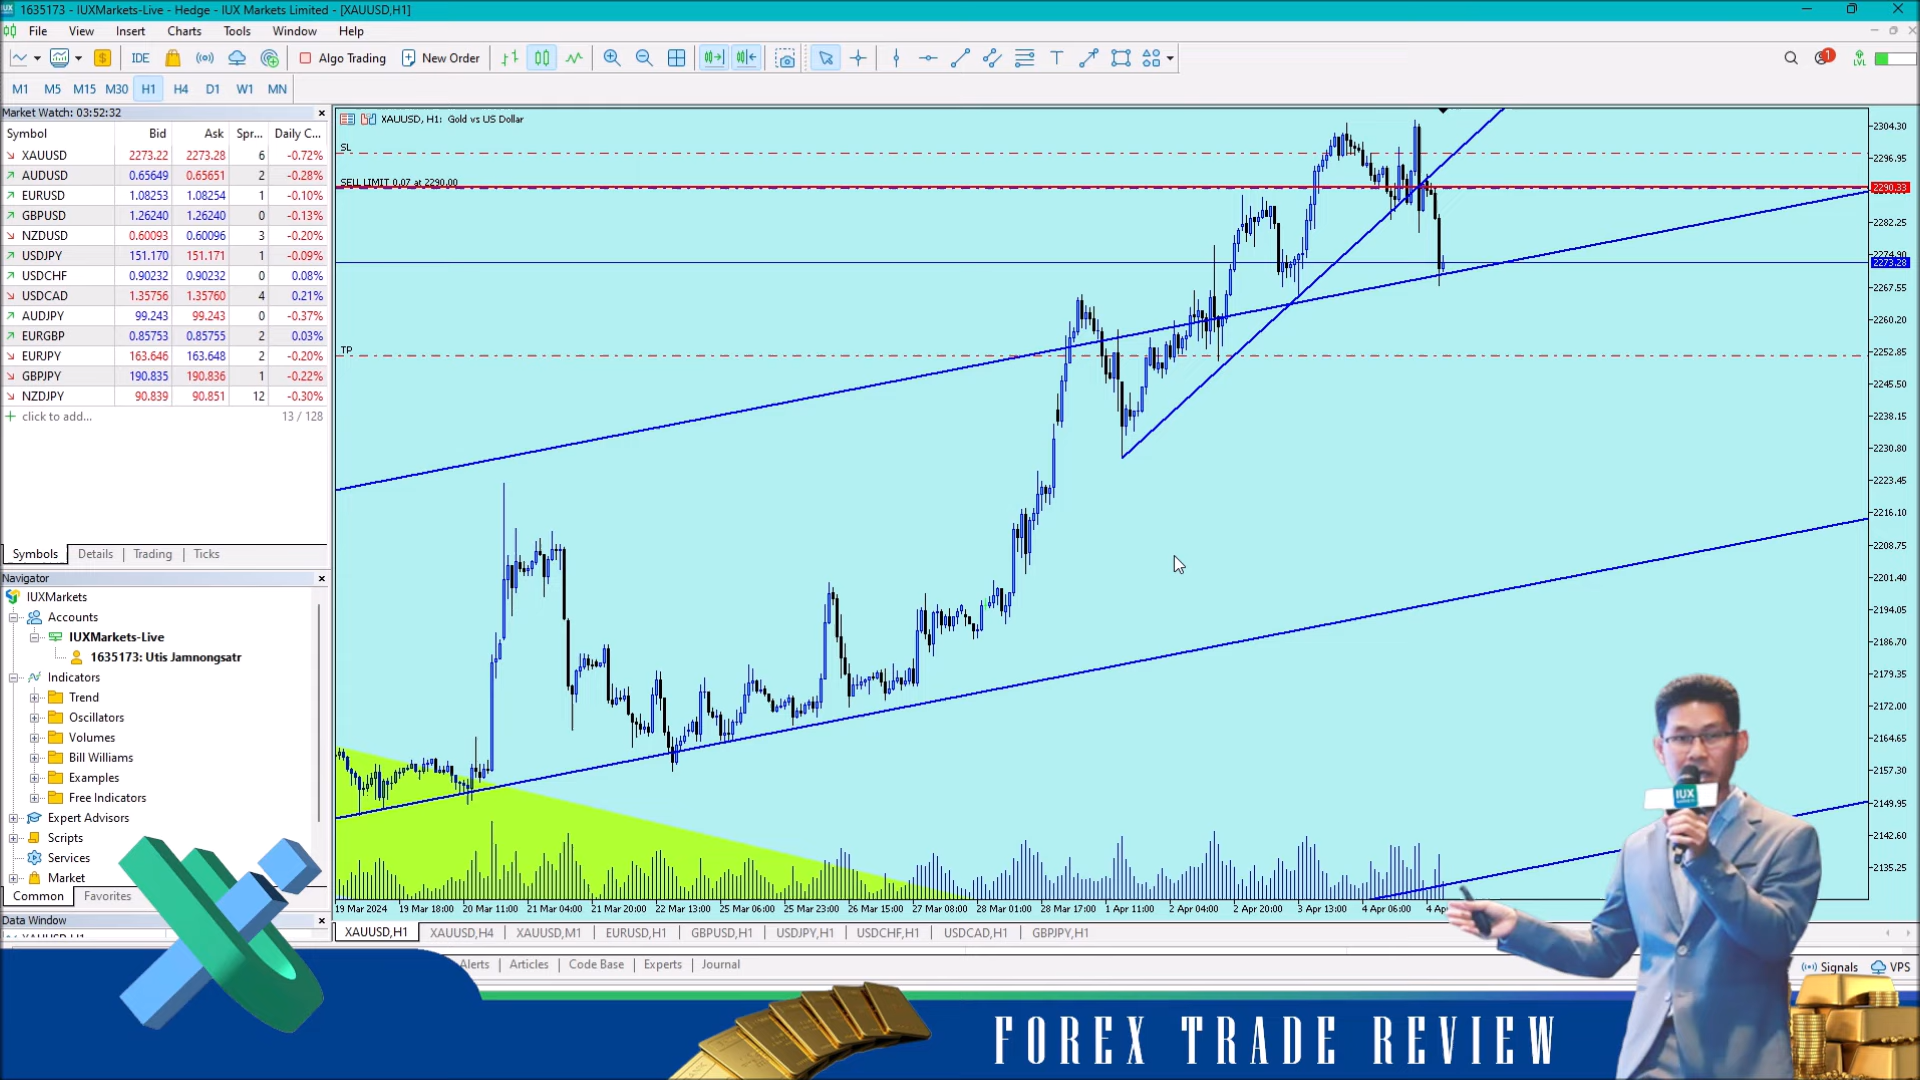 1635173 - IUXMarkets-Live - Hedge - IUX Markets Limited - [XAUUSD,H1]
File View Insert Charts Tools Window Help
IDE Algo Trading New Order 1 LVL
M1 M5 M15 M30 H1 H4 D1 W1 MN
Market Watch: 03:52:32
Symbol Bid Ask Spr... Daily C...
XAUUSD 2273.22 2273.28 6 -0.72%
AUDUSD 0.65649 0.65651 2 -0.28%
EURUSD 1.08253 1.08254 1 -0.10%
GBPUSD 1.26240 1.26240 0 -0.13%
NZDUSD 0.60093 0.60096 3 -0.20%
USDJPY 151.170 151.171 1 -0.09%
USDCHF 0.90232 0.90232 0 0.08%
USDCAD 1.35756 1.35760 4 0.21%
AUDJPY 99.243 99.243 0 -0.37%
EURGBP 0.85753 0.85755 2 0.03%
EURJPY 163.646 163.648 2 -0.20%
GBPJPY 190.835 190.836 1 -0.22%
NZDJPY 90.839 90.851 12 -0.30%
click to add... 13 / 128
Symbols Details Trading Ticks
Navigator
IUXMarkets
Accounts
IUXMarkets-Live
1635173: Utis Jamnongsatr
Indicators
Trend
Oscillators
Volumes
Bill Williams
Examples
Free Indicators
Expert Advisors
Scripts
Services
Market
Common Favorites
Data Window
XAUUSD, H1: Gold vs US Dollar
SL
SELL LIMIT 0.07 at 2290.00
TP
2304.30
2296.95
2290.33
2282.25
2274.90
2273.28
2267.55
2260.20
2252.85
2245.50
2238.15
2230.80
2223.45
2216.10
2208.75
2201.40
2194.05
2186.70
2179.35
2172.00
2164.65
2157.30
2149.95
2142.60
2135.25
19 Mar 2024 19 Mar 18:00 20 Mar 11:00 21 Mar 04:00 21 Mar 20:00 22 Mar 13:00 25 Mar 06:00 25 Mar 23:00 26 Mar 15:00 27 Mar 08:00 28 Mar 01:00 28 Mar 17:00 1 Apr 11:00 2 Apr 04:00 2 Apr 20:00 3 Apr 13:00 4 Apr 06:00
XAUUSD,H1 XAUUSD,H4 XAUUSD,M1 EURUSD,H1 GBPUSD,H1 USDJPY,H1 USDCHF,H1 USDCAD,H1 GBPJPY,H1
Alerts Articles Code Base Experts Journal
Signals VPS
IUX
FOREX TRADE REVIEW